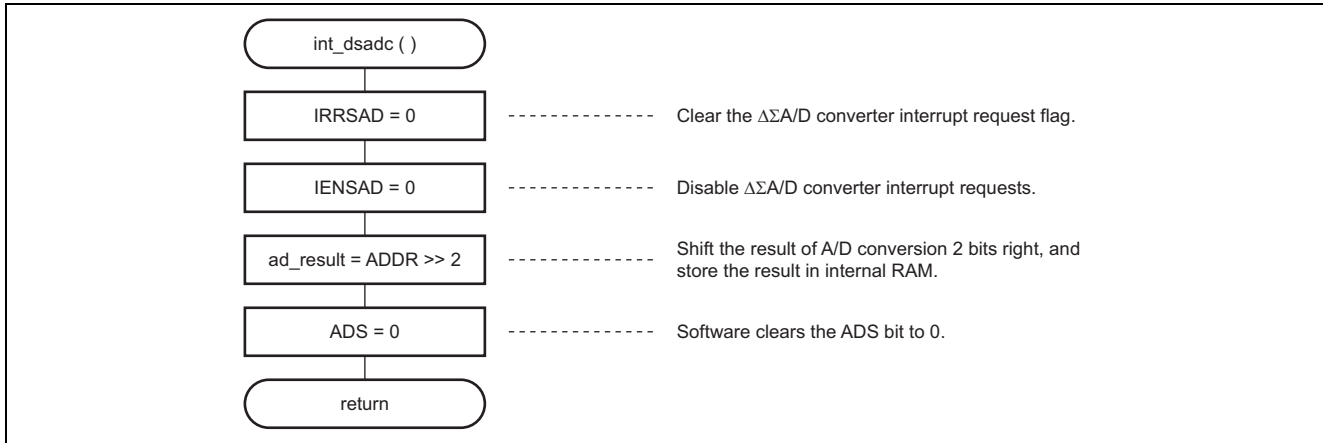 int_dsadc ( )
IRRSAD = 0
Clear the ΔΣA/D converter interrupt request flag.
IENSAD = 0
Disable ΔΣA/D converter interrupt requests.
ad_result = ADDR >> 2
Shift the result of A/D conversion 2 bits right, and
store the result in internal RAM.
ADS = 0
Software clears the ADS bit to 0.
return